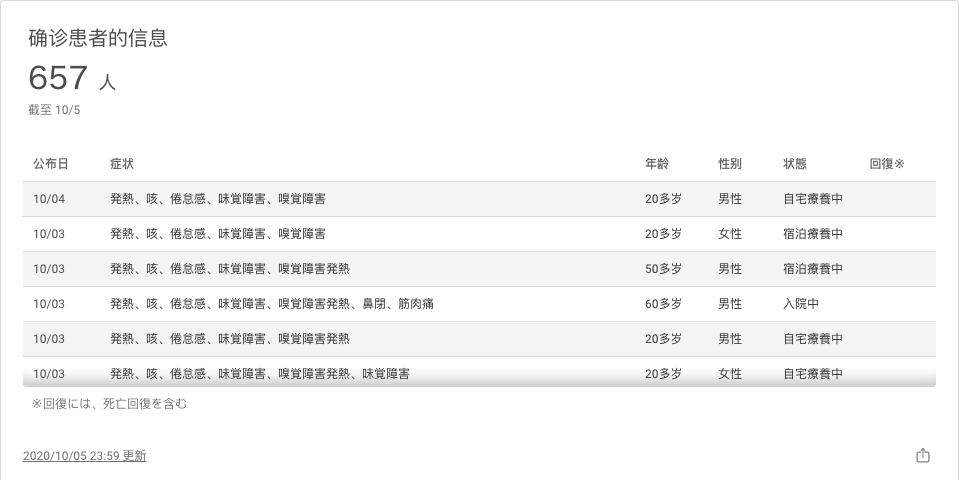 确诊患者的信息
657 人
截至 10/5
公布日 症状 年龄 性别 状態 回復※
10/04 発熱、咳、倦怠感、味覚障害、嗅覚障害 20多岁 男性 自宅療養中
10/03 発熱、咳、倦怠感、味覚障害、嗅覚障害 20多岁 女性 宿泊療養中
10/03 発熱、咳、倦怠感、味覚障害、嗅覚障害発熱 50多岁 男性 宿泊療養中
10/03 発熱、咳、倦怠感、味覚障害、嗅覚障害発熱、鼻閉、筋肉痛 60多岁 男性 入院中
10/03 発熱、咳、倦怠感、味覚障害、嗅覚障害発熱 20多岁 男性 自宅療養中
10/03 発熱、咳、倦怠感、味覚障害、嗅覚障害発熱、味覚障害 20多岁 女性 自宅療養中
※回復には、死亡回復を含む
2020/10/05 23:59 更新